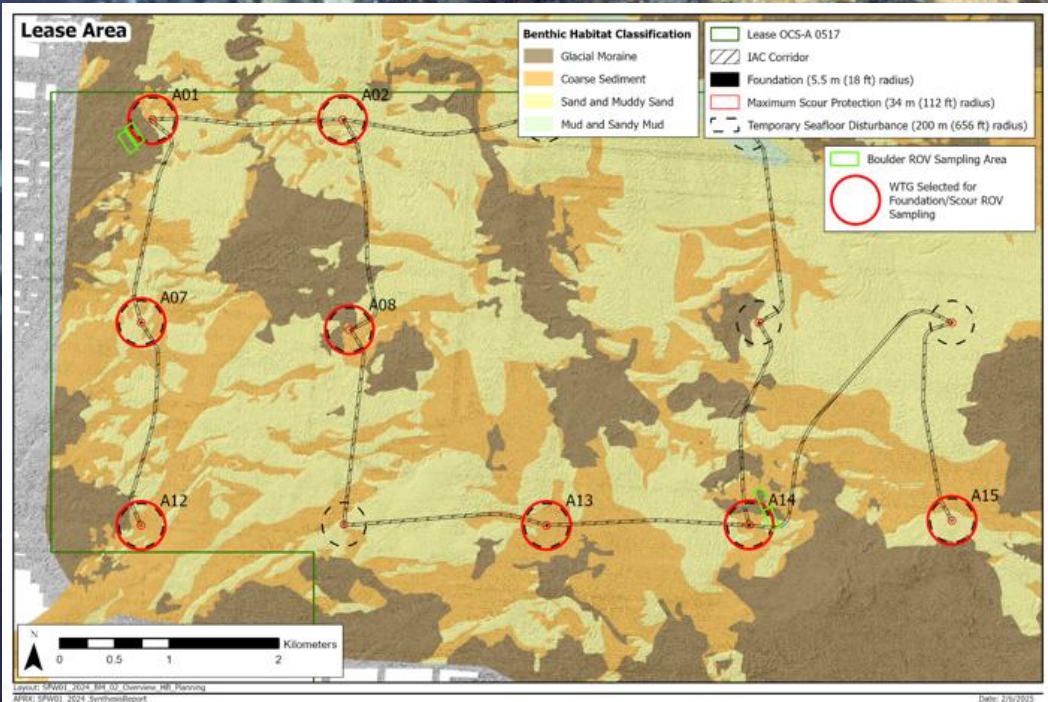 Lease Area
Benthic Habitat Classification
Glacial Moraine
Coarse Sediment
Sand and Muddy Sand
Mud and Sandy Mud
Lease OCS-A 0517
IAC Corridor
Foundation (5.5 m (18 ft) radius)
Maximum Scour Protection (34 m (112 ft) radius)
Temporary Seafloor Disturbance (200 m (656 ft) radius)
Boulder ROV Sampling Area
WTG Selected for
Foundation/Scour ROV
Sampling
A01
A02
A07
A08
A12
A13
A14
A15
N
Kilometers
0 0.5 1 2
Layout: SFW01_2024_BM_02_Overview_HB_Planning
APRX: SFW01_2024_SynthesisReport
Date: 2/6/2025